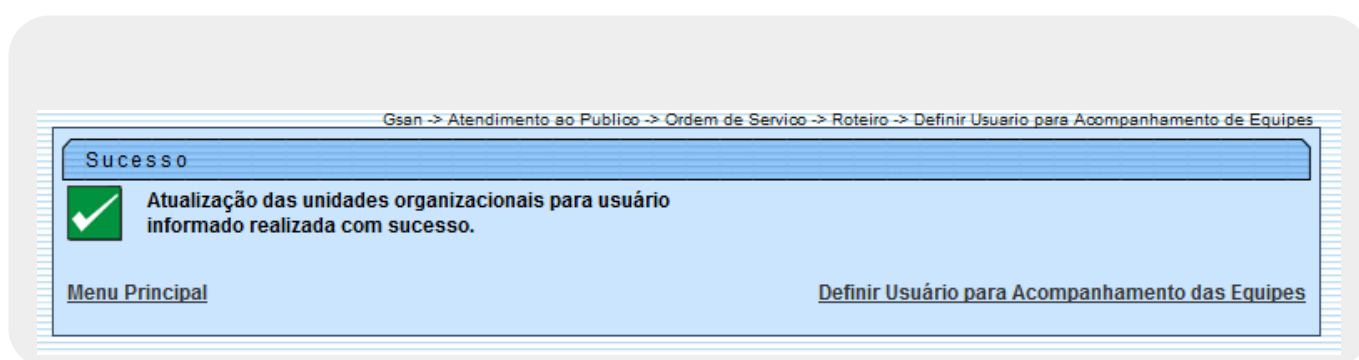 Gsan -> Atendimento ao Publico -> Ordem de Servico -> Roteiro -> Definir Usuario para Acompanhamento de Equipes
Sucesso
Atualização das unidades organizacionais para usuário
informado realizada com sucesso.
Menu Principal
Definir Usuário para Acompanhamento das Equipes